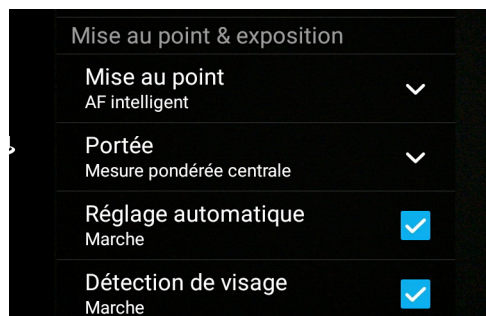 Mise au point & exposition
Mise au point
AF intelligent
Portée
Mesure pondérée centrale
Réglage automatique
Marche
Détection de visage
Marche